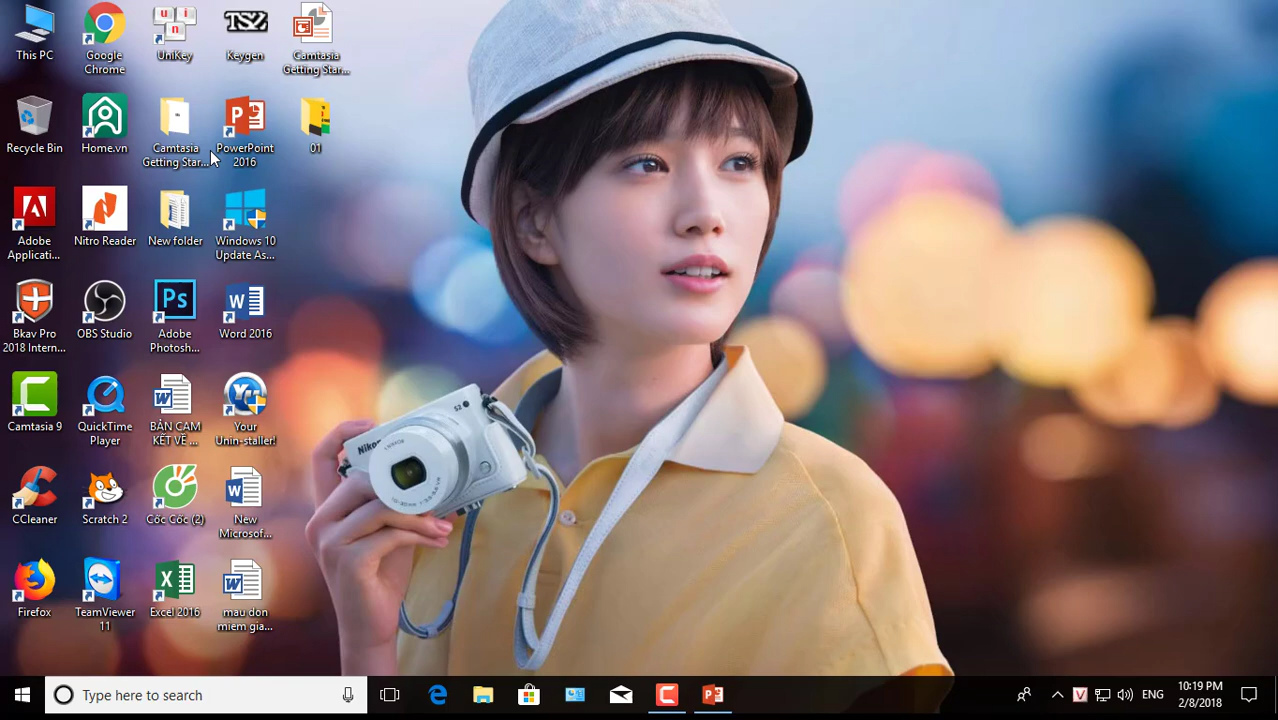 This PC
Google
Chrome
UniKey
TSZ
Keygen
Camtasia
Getting Star...
Recycle Bin
Home.vn
Camtasia
Getting Star...
PowerPoint
2016
01
Adobe
Applicati...
Nitro Reader
New folder
Windows 10
Update As...
Bkav Pro
2018 Intern...
OBS Studio
Ps
Adobe
Photosh...
Word 2016
Camtasia 9
QuickTime
Player
BẢN CAM
KẾT VỀ ...
Your
Unin-staller!
CCleaner
Scratch 2
Cốc Cốc (2)
New
Microsof...
Firefox
TeamViewer
11
Excel 2016
mau don
miem gia...
Nikon
S2
Type here to search
ENG
10:19 PM
2/8/2018